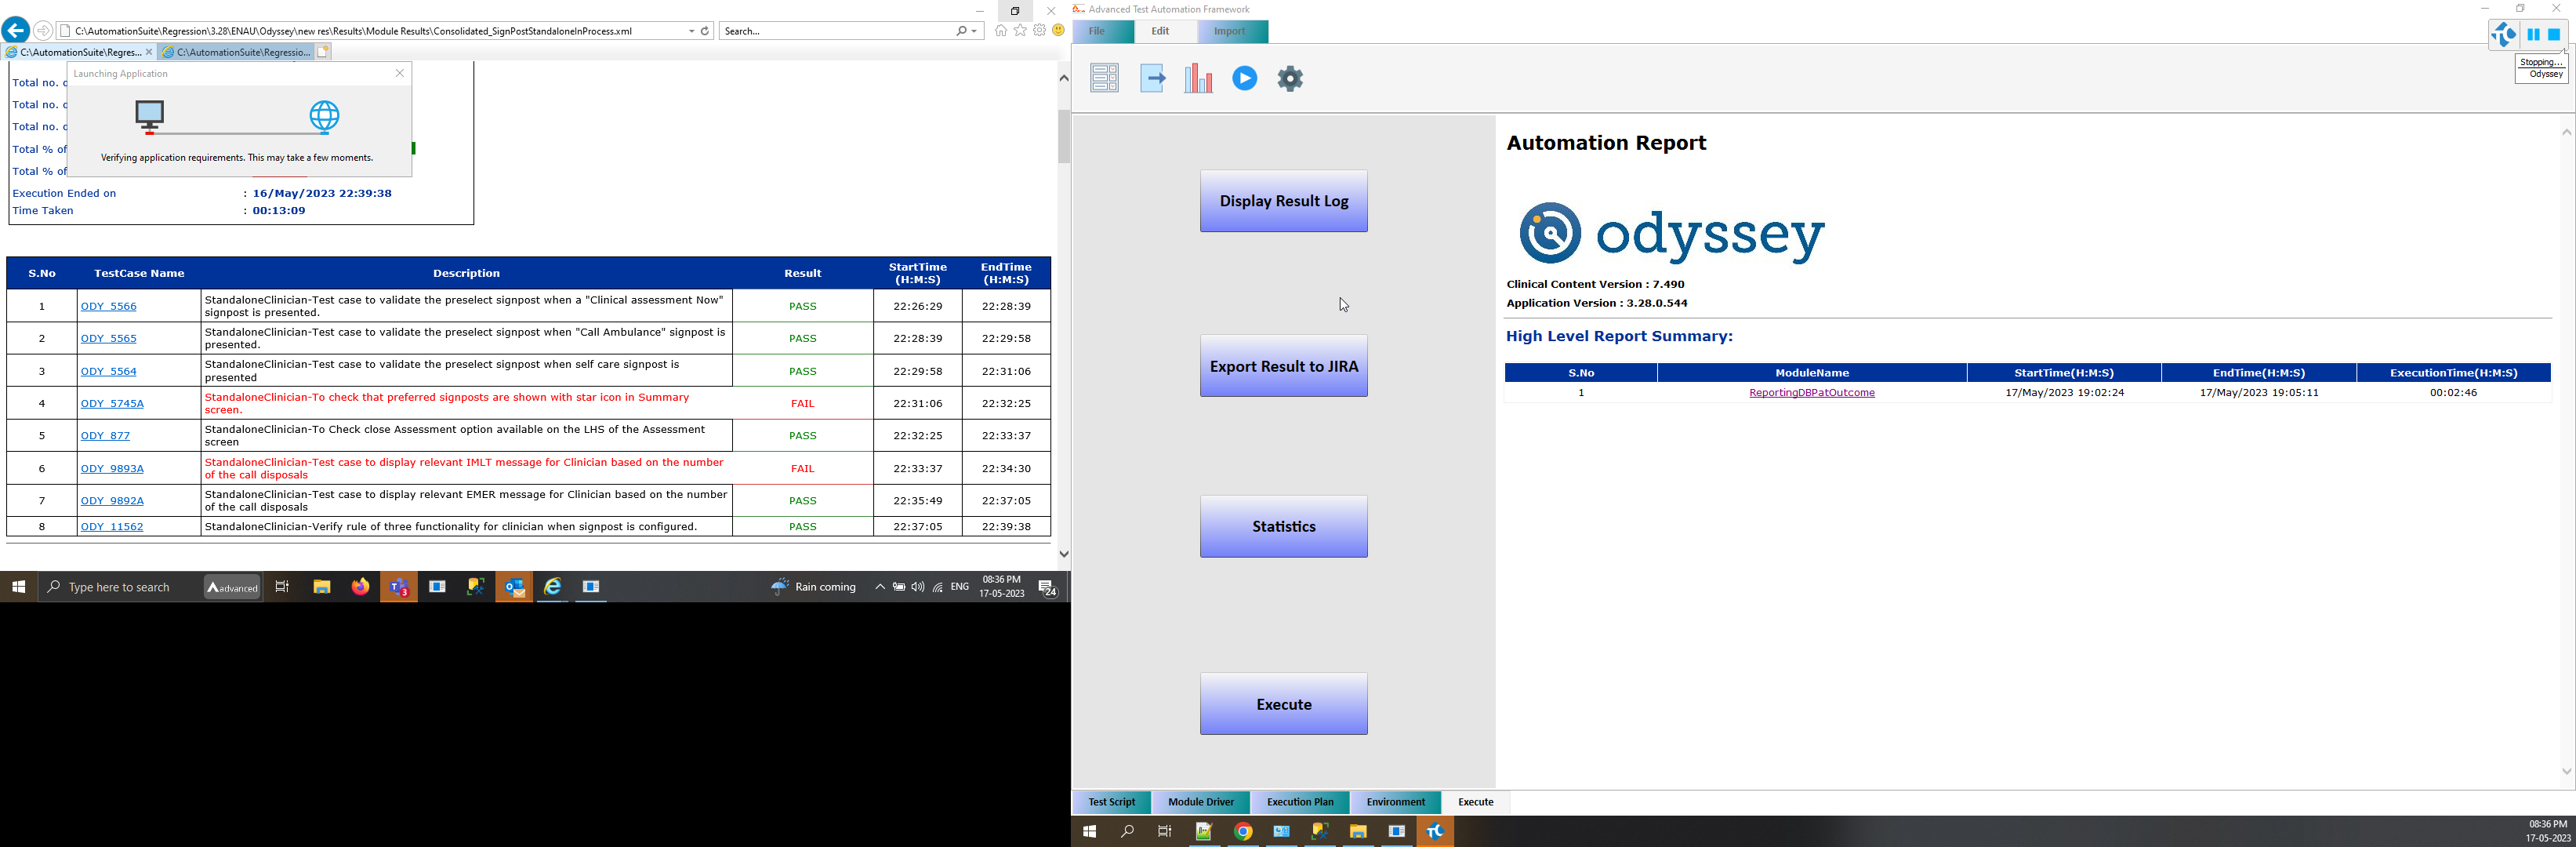 C:\AutomationSuite\Regression\3.28\ENAU\Odyssey\new res\Results\Module Results\Consolidated_SignPostStandaloneInProcess.xml
Search...
C:\AutomationSuite\Regres...
C:\AutomationSuite\Regressio...
Launching Application
Verifying application requirements. This may take a few moments.
Total no. o
Total no. o
Total no. o
Total % of
Total % of
Execution Ended on : 16/May/2023 22:39:38
Time Taken : 00:13:09
S.No TestCase Name Description Result StartTime (H:M:S) EndTime (H:M:S)
1 ODY_5566 StandaloneClinician-Test case to validate the preselect signpost when a "Clinical assessment Now" signpost is presented. PASS 22:26:29 22:28:39
2 ODY_5565 StandaloneClinician-Test case to validate the preselect signpost when "Call Ambulance" signpost is presented. PASS 22:28:39 22:29:58
3 ODY_5564 StandaloneClinician-Test case to validate the preselect signpost when self care signpost is presented PASS 22:29:58 22:31:06
4 ODY_5745A StandaloneClinician-To check that preferred signposts are shown with star icon in Summary screen. FAIL 22:31:06 22:32:25
5 ODY_877 StandaloneClinician-To Check close Assessment option available on the LHS of the Assessment screen PASS 22:32:25 22:33:37
6 ODY_9893A StandaloneClinician-Test case to display relevant IMLT message for Clinician based on the number of the call disposals FAIL 22:33:37 22:34:30
7 ODY_9892A StandaloneClinician-Test case to display relevant EMER message for Clinician based on the number of the call disposals PASS 22:35:49 22:37:05
8 ODY_11562 StandaloneClinician-Verify rule of three functionality for clinician when signpost is configured. PASS 22:37:05 22:39:38
Type here to search
advanced
3
Rain coming
ENG
08:36 PM
17-05-2023
24
Advanced Test Automation Framework
File Edit Import
Stopping...
Odyssey
Display Result Log
Export Result to JIRA
Statistics
Execute
Automation Report
odyssey
Clinical Content Version : 7.490
Application Version : 3.28.0.544
High Level Report Summary:
S.No ModuleName StartTime(H:M:S) EndTime(H:M:S) ExecutionTime(H:M:S)
1 ReportingDBPatOutcome 17/May/2023 19:02:24 17/May/2023 19:05:11 00:02:46
Test Script Module Driver Execution Plan Environment Execute
08:36 PM
17-05-2023